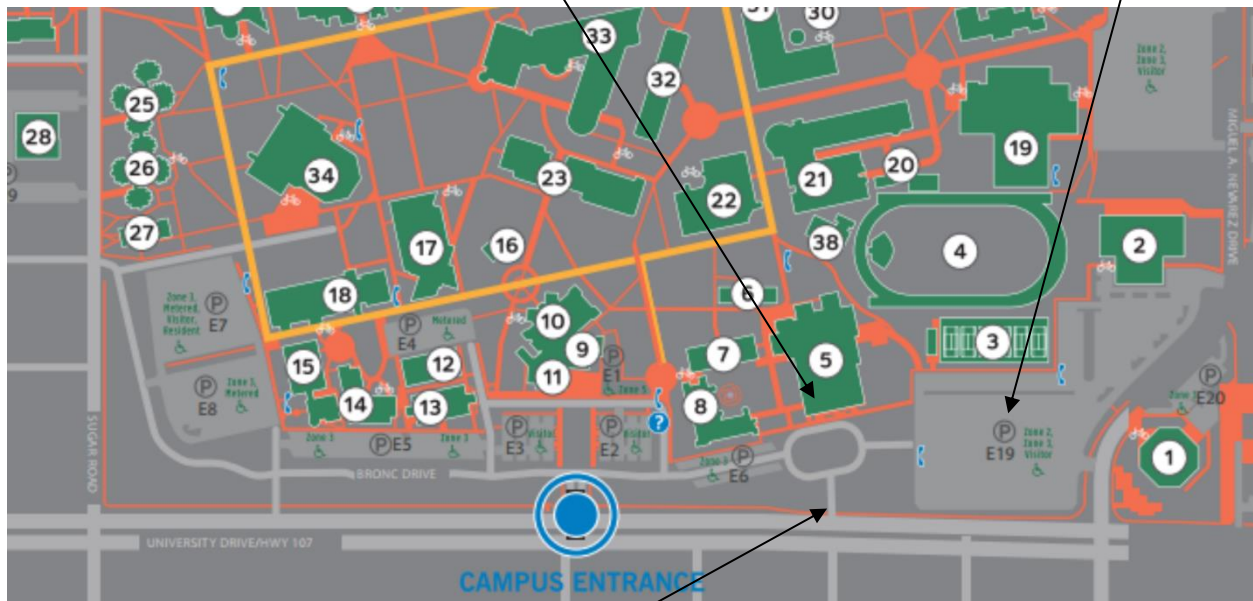 31
30
33
32
Zone 2,
Zone 3,
Visitor
25
28
19
MIGUEL A. NEVAREZ DRIVE
26
34
23
21
20
22
27
17
16
38
4
2
18
6
Zone 3,
Metered,
Visitor,
Resident
P
E7
10
P
E4
Metered
9
7
5
3
15
12
11
P
E1
Zone 5
P
E8
Zone 3,
Metered
14
13
8
P
E20
SUGAR ROAD
?
Zone 3
P
E5
Zone 3
P
E3
Visitor
P
E2
Visitor
P
E19
Zone 2,
Zone 3,
Visitor
1
Zone 3
P
E6
BRONC DRIVE
UNIVERSITY DRIVE/HWY 107
CAMPUS ENTRANCE